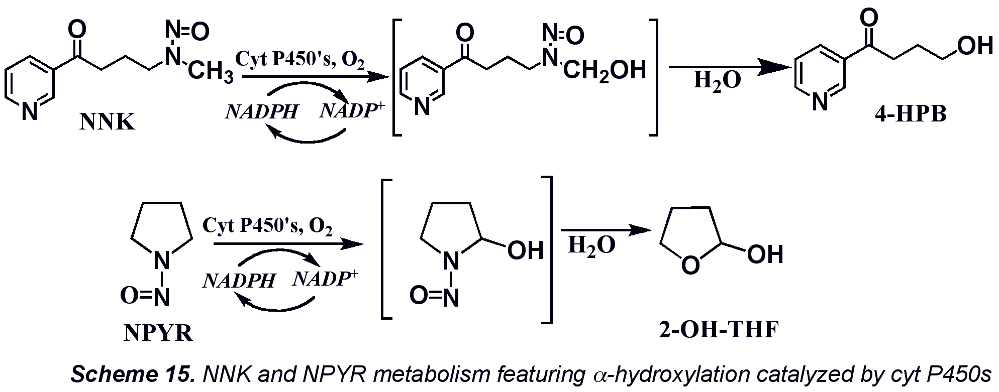 O
N=O
N
CH3
N
NNK
Cyt P450's, O2
NADPH NADP+
O
N=O
N
CH2OH
N
H2O
O
OH
N
4-HPB
N
O=N
NPYR
Cyt P450's, O2
NADPH NADP+
OH
N
O=N
H2O
O
OH
2-OH-THF
Scheme 15. NNK and NPYR metabolism featuring α-hydroxylation catalyzed by cyt P450s